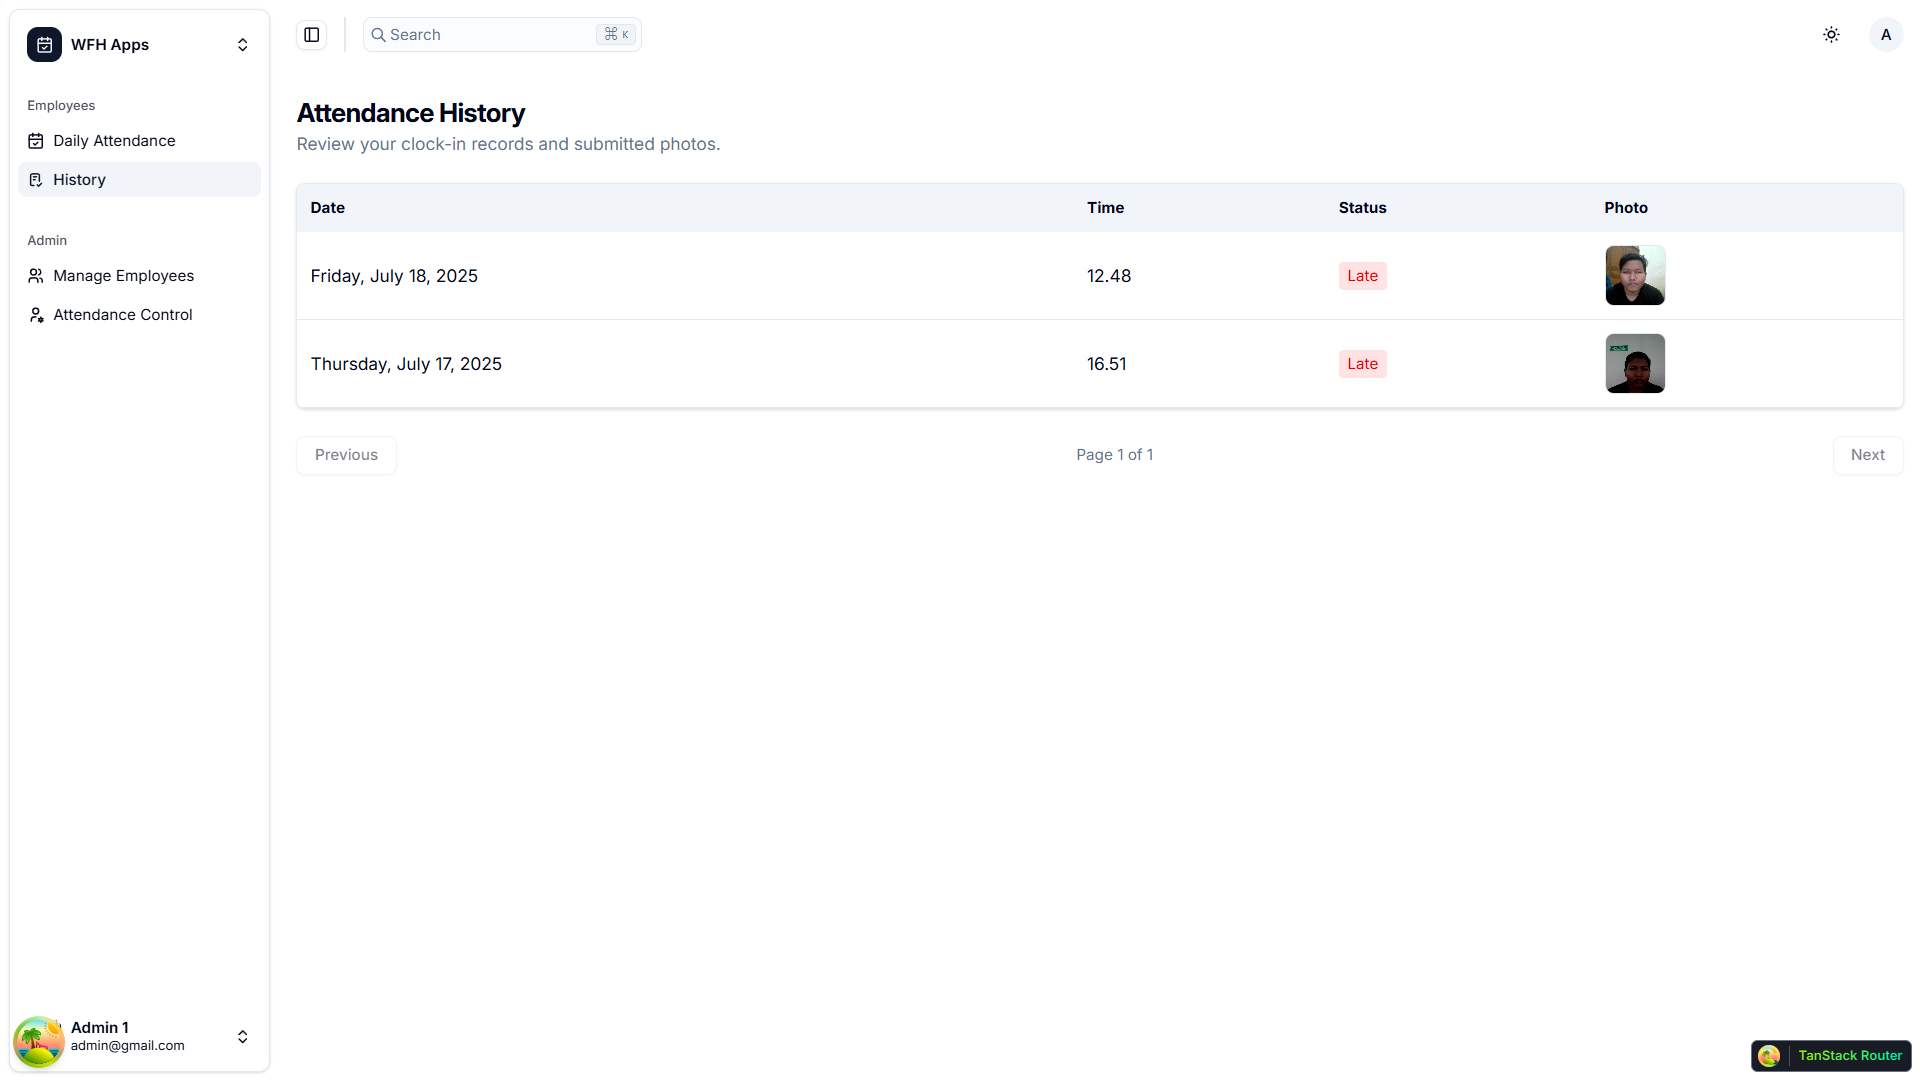 WFH Apps
Employees
Daily Attendance
History
Admin
Manage Employees
Attendance Control
Admin 1
admin@gmail.com
Search
⌘ K
A
Attendance History
Review your clock-in records and submitted photos.
Date Time Status Photo
Friday, July 18, 2025 12.48 Late
Thursday, July 17, 2025 16.51 Late
Previous
Page 1 of 1
Next
TanStack Router